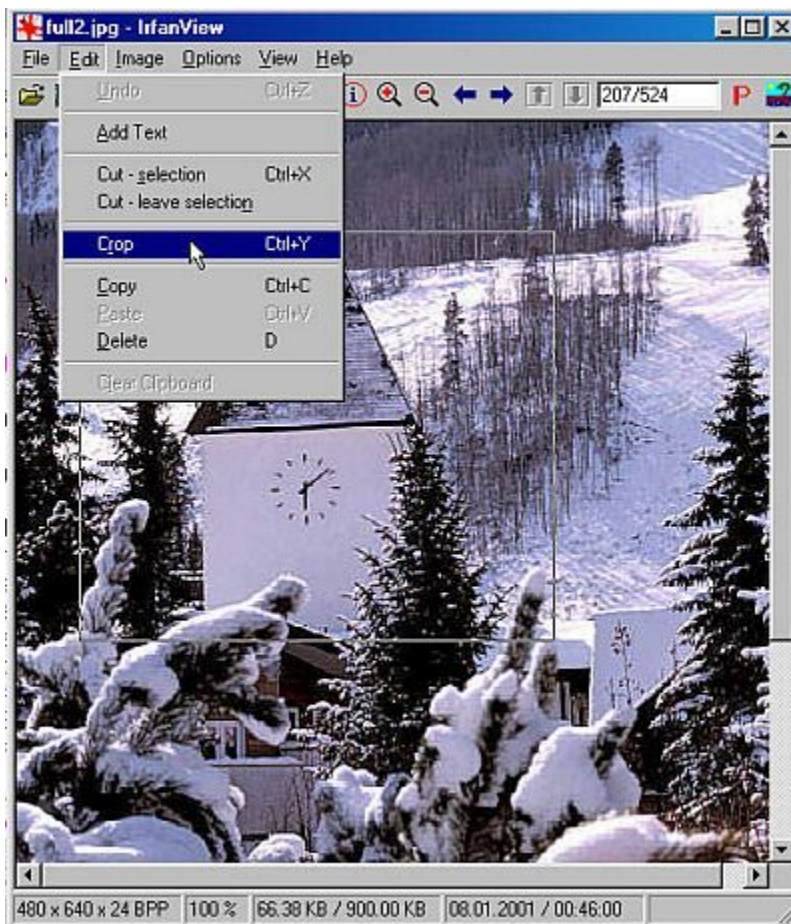 full2.jpg - IrfanView
File Edit Image Options View Help
207/524 P
Undo Ctrl+Z
Add Text
Cut - selection Ctrl+X
Cut - leave selection
Crop Ctrl+Y
Copy Ctrl+C
Paste Ctrl+V
Delete D
Clear Clipboard
480 x 640 x 24 BPP 100 % 66.38 KB / 900.00 KB 08.01.2001 / 00:46:00